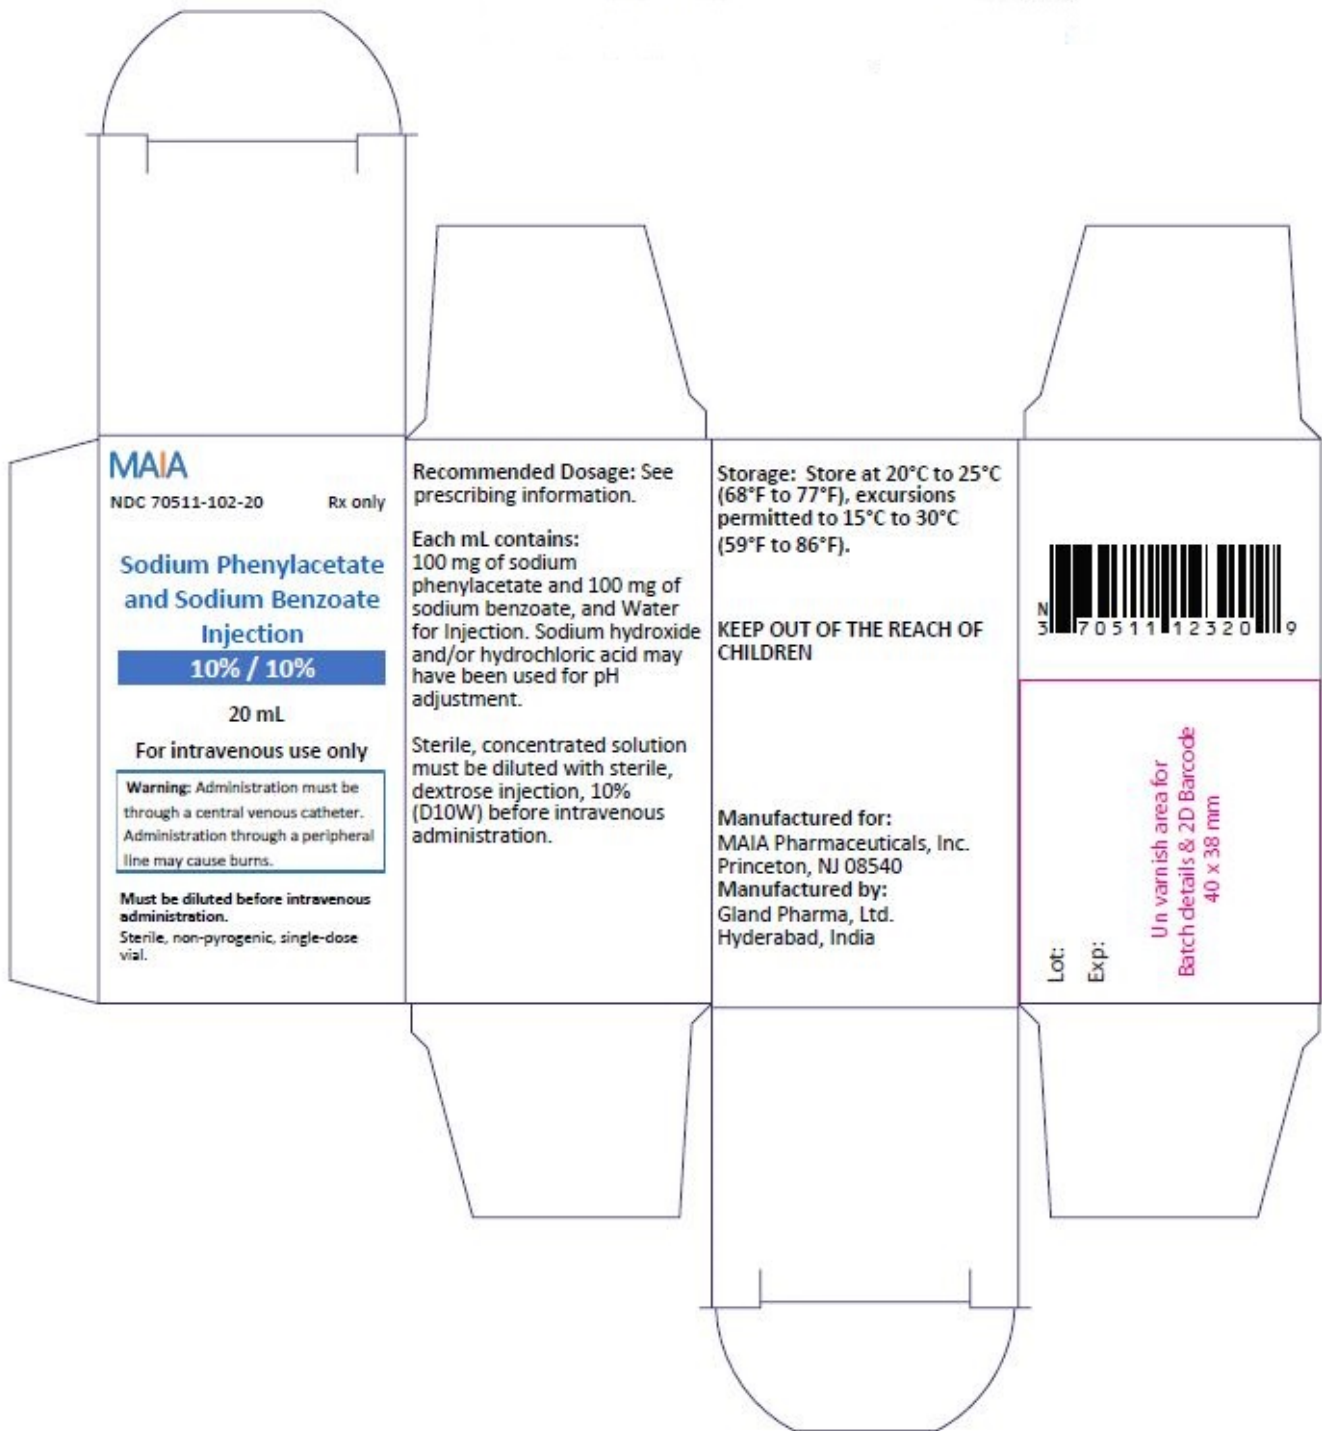 MAIA
NDC 70511-102-20 Rx only
Sodium Phenylacetate
and Sodium Benzoate
Injection
10% / 10%
20 mL
For intravenous use only
Warning: Administration must be
through a central venous catheter.
Administration through a peripheral
line may cause burns.
Must be diluted before intravenous
administration.
Sterile, non-pyrogenic, single-dose
vial.
Recommended Dosage: See
prescribing information.
Each mL contains:
100 mg of sodium
phenylacetate and 100 mg of
sodium benzoate, and Water
for Injection. Sodium hydroxide
and/or hydrochloric acid may
have been used for pH
adjustment.
Sterile, concentrated solution
must be diluted with sterile,
dextrose injection, 10%
(D10W) before intravenous
administration.
Storage: Store at 20°C to 25°C
(68°F to 77°F), excursions
permitted to 15°C to 30°C
(59°F to 86°F).
KEEP OUT OF THE REACH OF
CHILDREN
Manufactured for:
MAIA Pharmaceuticals, Inc.
Princeton, NJ 08540
Manufactured by:
Gland Pharma, Ltd.
Hyderabad, India
N
3 70511 12320 9
Lot:
Exp:
Un varnish area for
Batch details & 2D Barcode
40 x 38 mm